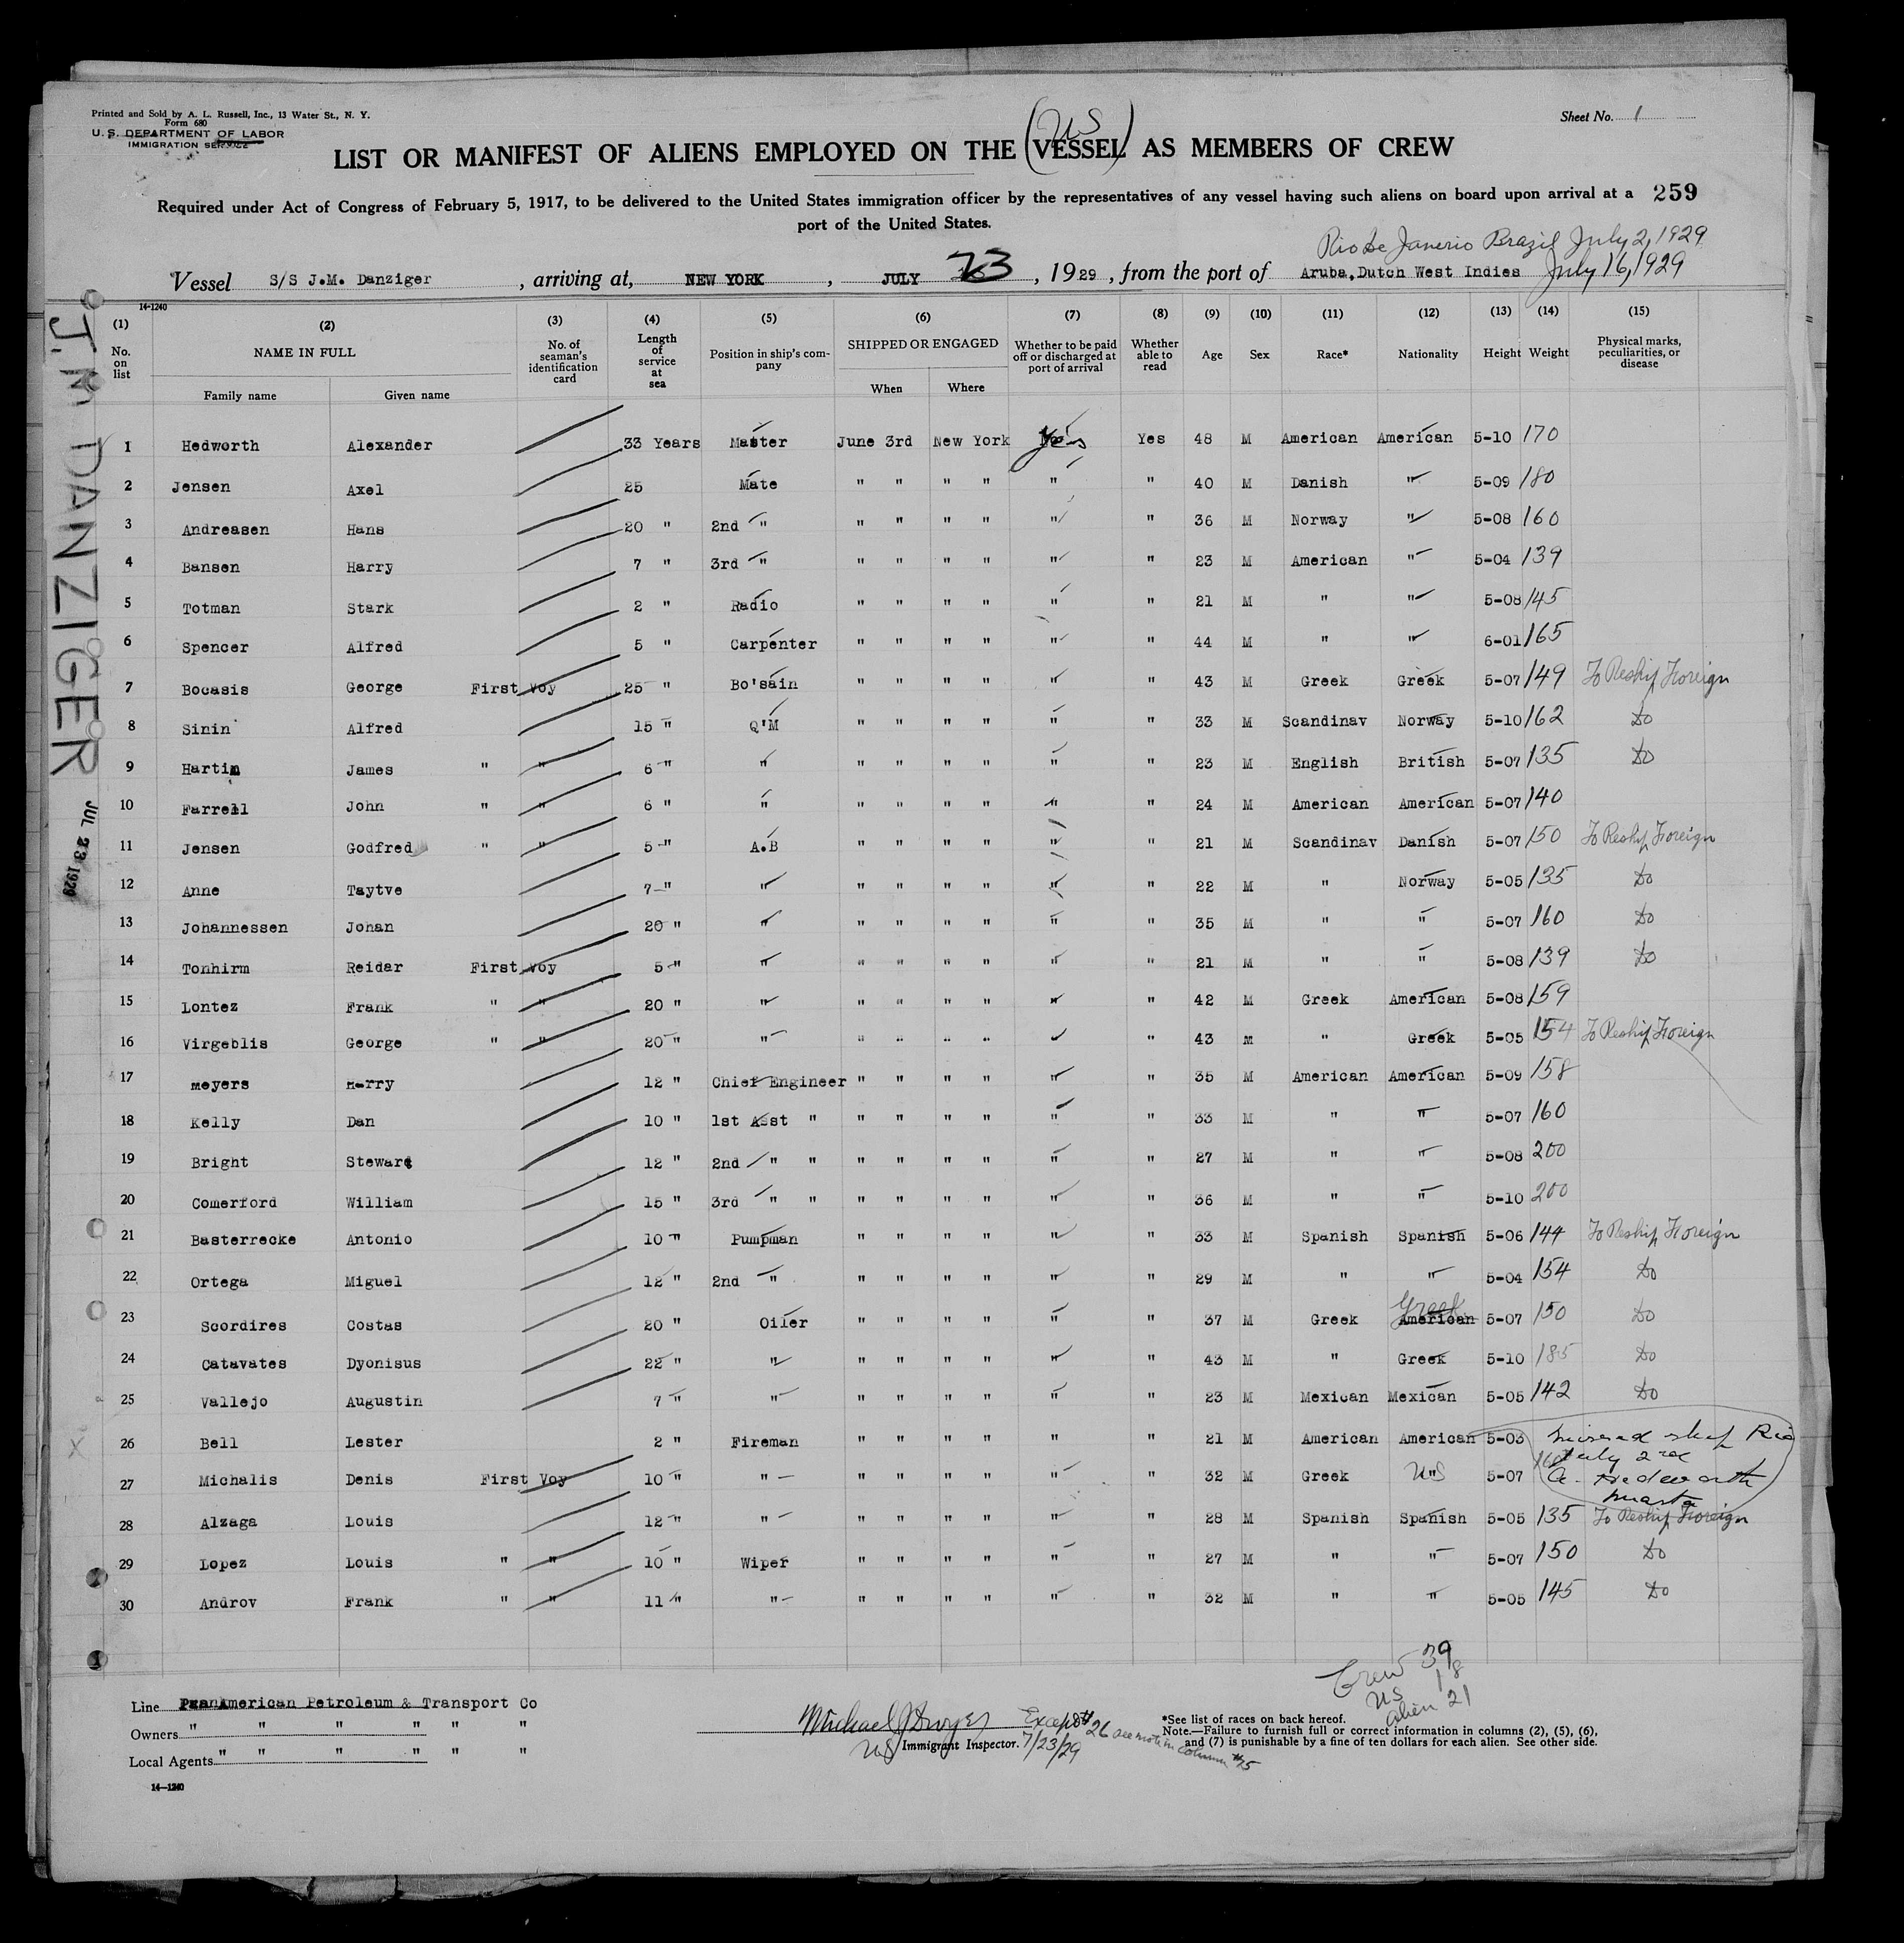 Printed and Sold by A. L. Russell, Inc., 13 Water St., N. Y.
Form 680
U. S. DEPARTMENT OF LABOR
IMMIGRATION SERVICE
Sheet No. 1
US
LIST OR MANIFEST OF ALIENS EMPLOYED ON THE (VESSEL) AS MEMBERS OF CREW
Required under Act of Congress of February 5, 1917, to be delivered to the United States immigration officer by the representatives of any vessel having such aliens on board upon arrival at a 259
port of the United States.
Rio de Janerio Brazil July 2, 1929
Vessel S/S J.M. Danziger , arriving at, NEW YORK , JULY 23 , 1929 , from the port of Aruba, Dutch West Indies July 16, 1929
14-1240
(1) (2) (3) (4) (5) (6) (7) (8) (9) (10) (11) (12) (13) (14) (15)
No. on list NAME IN FULL Family name Given name No. of seaman's identification card Length of service at sea Position in ship's company SHIPPED OR ENGAGED When Where Whether to be paid off or discharged at port of arrival Whether able to read Age Sex Race* Nationality Height Weight Physical marks, peculiarities, or disease
1 Hedworth Alexander 33 Years Master June 3rd New York Yes Yes 48 M American American 5-10 170
2 Jensen Axel 25 Mate " " " " " " 40 M Danish " 5-09 180
3 Andreasen Hans 20 " 2nd " " " " " " " 36 M Norway " 5-08 160
4 Bansen Harry 7 " 3rd " " " " " " " 23 M American " 5-04 139
5 Totman Stark 2 " Radio " " " " " " 21 M " " 5-08 145
6 Spencer Alfred 5 " Carpenter " " " " " " 44 M " " 6-01 165
7 Bocasis George First Voy 25 " Bo'sain " " " " " " 43 M Greek Greek 5-07 149 To Reship Foreign
8 Sinin Alfred 15 " Q'M " " " " " " 33 M Scandinav Norway 5-10 162 Do
9 Hartin James " " 6 " " " " " " " " 23 M English British 5-07 135 Do
10 Farrell John " " 6 " " " " " " " " 24 M American American 5-07 140
11 Jensen Godfred " " 5 " A.B " " " " " " 21 M Scandinav Danish 5-07 150 To Reship Foreign
12 Anne Taytve 7 " " " " " " " " 22 M " Norway 5-05 135 Do
13 Johannessen Johan 20 " " " " " " " " 35 M " " 5-07 160 Do
14 Tonhirm Reidar First Voy 5 " " " " " " " " 21 M " " 5-08 139 Do
15 Lontez Frank " " 20 " " " " " " " " 42 M Greek American 5-08 159
16 Virgeblis George " " 20 " " " " " " " " 43 M " Greek 5-05 154 To Reship Foreign
17 Meyers Harry 12 " Chief Engineer " " " " " " 35 M American American 5-09 158
18 Kelly Dan 10 " 1st Asst " " " " " " " 33 M " " 5-07 160
19 Bright Stewart 12 " 2nd " " " " " " " " 27 M " " 5-08 200
20 Comerford William 15 " 3rd " " " " " " " " 36 M " " 5-10 200
21 Basterrecke Antonio 10 " Pumpman " " " " " " 33 M Spanish Spanish 5-06 144 To Reship Foreign
22 Ortega Miguel 12 " 2nd " " " " " " " 29 M " " 5-04 154 Do
23 Scordires Costas 20 " Oiler " " " " " " 37 M Greek American Greek 5-07 150 Do
24 Catavates Dyonisus 22 " " " " " " " " 43 M " Greek 5-10 185 Do
25 Vallejo Augustin 7 " " " " " " " " 23 M Mexican Mexican 5-05 142 Do
26 Bell Lester 2 " Fireman " " " " " " 21 M American American 5-03 ship Rio
July 2nd
27 Michalis Denis First Voy 10 " " " " " " " " 32 M Greek US 5-07 A. Hedworth
Master
28 Alzaga Louis 12 " " " " " " " " 28 M Spanish Spanish 5-05 135 To Reship Foreign
29 Lopez Louis " " 10 " Wiper " " " " " " 27 M " " 5-07 150 Do
30 Androv Frank " " 11 " " " " " " " " 32 M " " 5-05 145 Do
J. M DANZIGER
JUL 23 1929
Crew 39
US 18
Alien 21
Line Pan American Petroleum & Transport Co
Owners " " " " " "
Local Agents " " " " " "
14-1240
Michael J Dwyer
US Immigrant Inspector. 7/23/29
Except #26 see note in column #15
*See list of races on back hereof.
Note.—Failure to furnish full or correct information in columns (2), (5), (6),
and (7) is punishable by a fine of ten dollars for each alien. See other side.